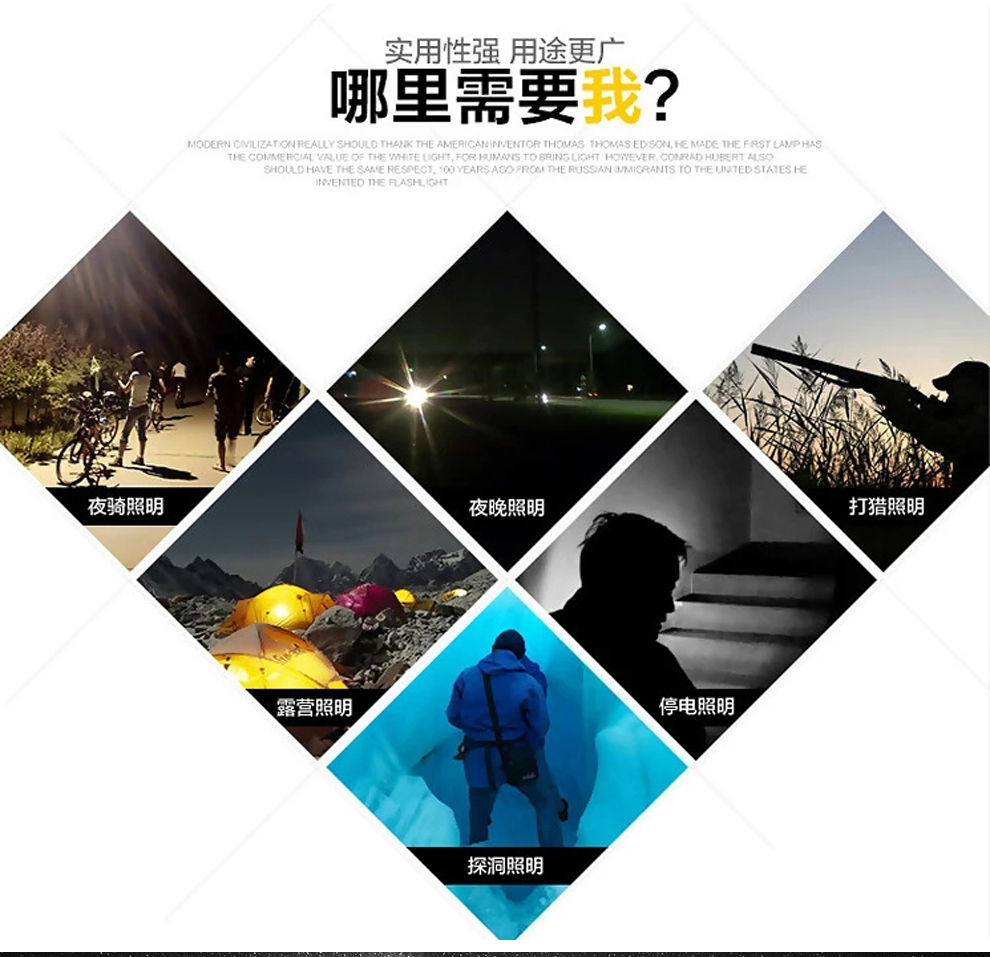 实用性强 用途更广
哪里需要我?
MODERN CIVILIZATION REALLY SHOULD THANK THE AMERICAN INVENTOR THOMAS. THOMAS EDISON, HE MADE THE FIRST LAMP HAS
THE COMMERCIAL VALUE OF THE WHITE LIGHT, FOR HUMANS TO BRING LIGHT. HOWEVER, CONRAD HUBERT ALSO
SHOULD HAVE THE SAME RESPECT, 100 YEARS AGO FROM THE RUSSIAN IMMIGRANTS TO THE UNITED STATES HE
INVENTED THE FLASHLIGHT
夜骑照明
夜晚照明
打猎照明
露营照明
停电照明
探洞照明